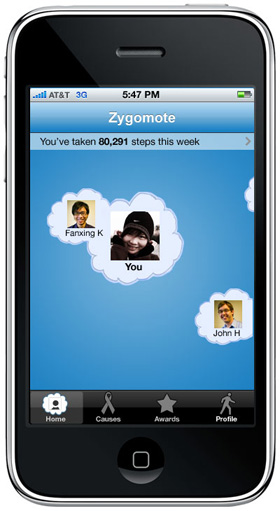 AT&T 3G 5:47 PM
Zygomote
You've taken 80,291 steps this week
Fanxing K
You
John H
Home Causes Awards Profile